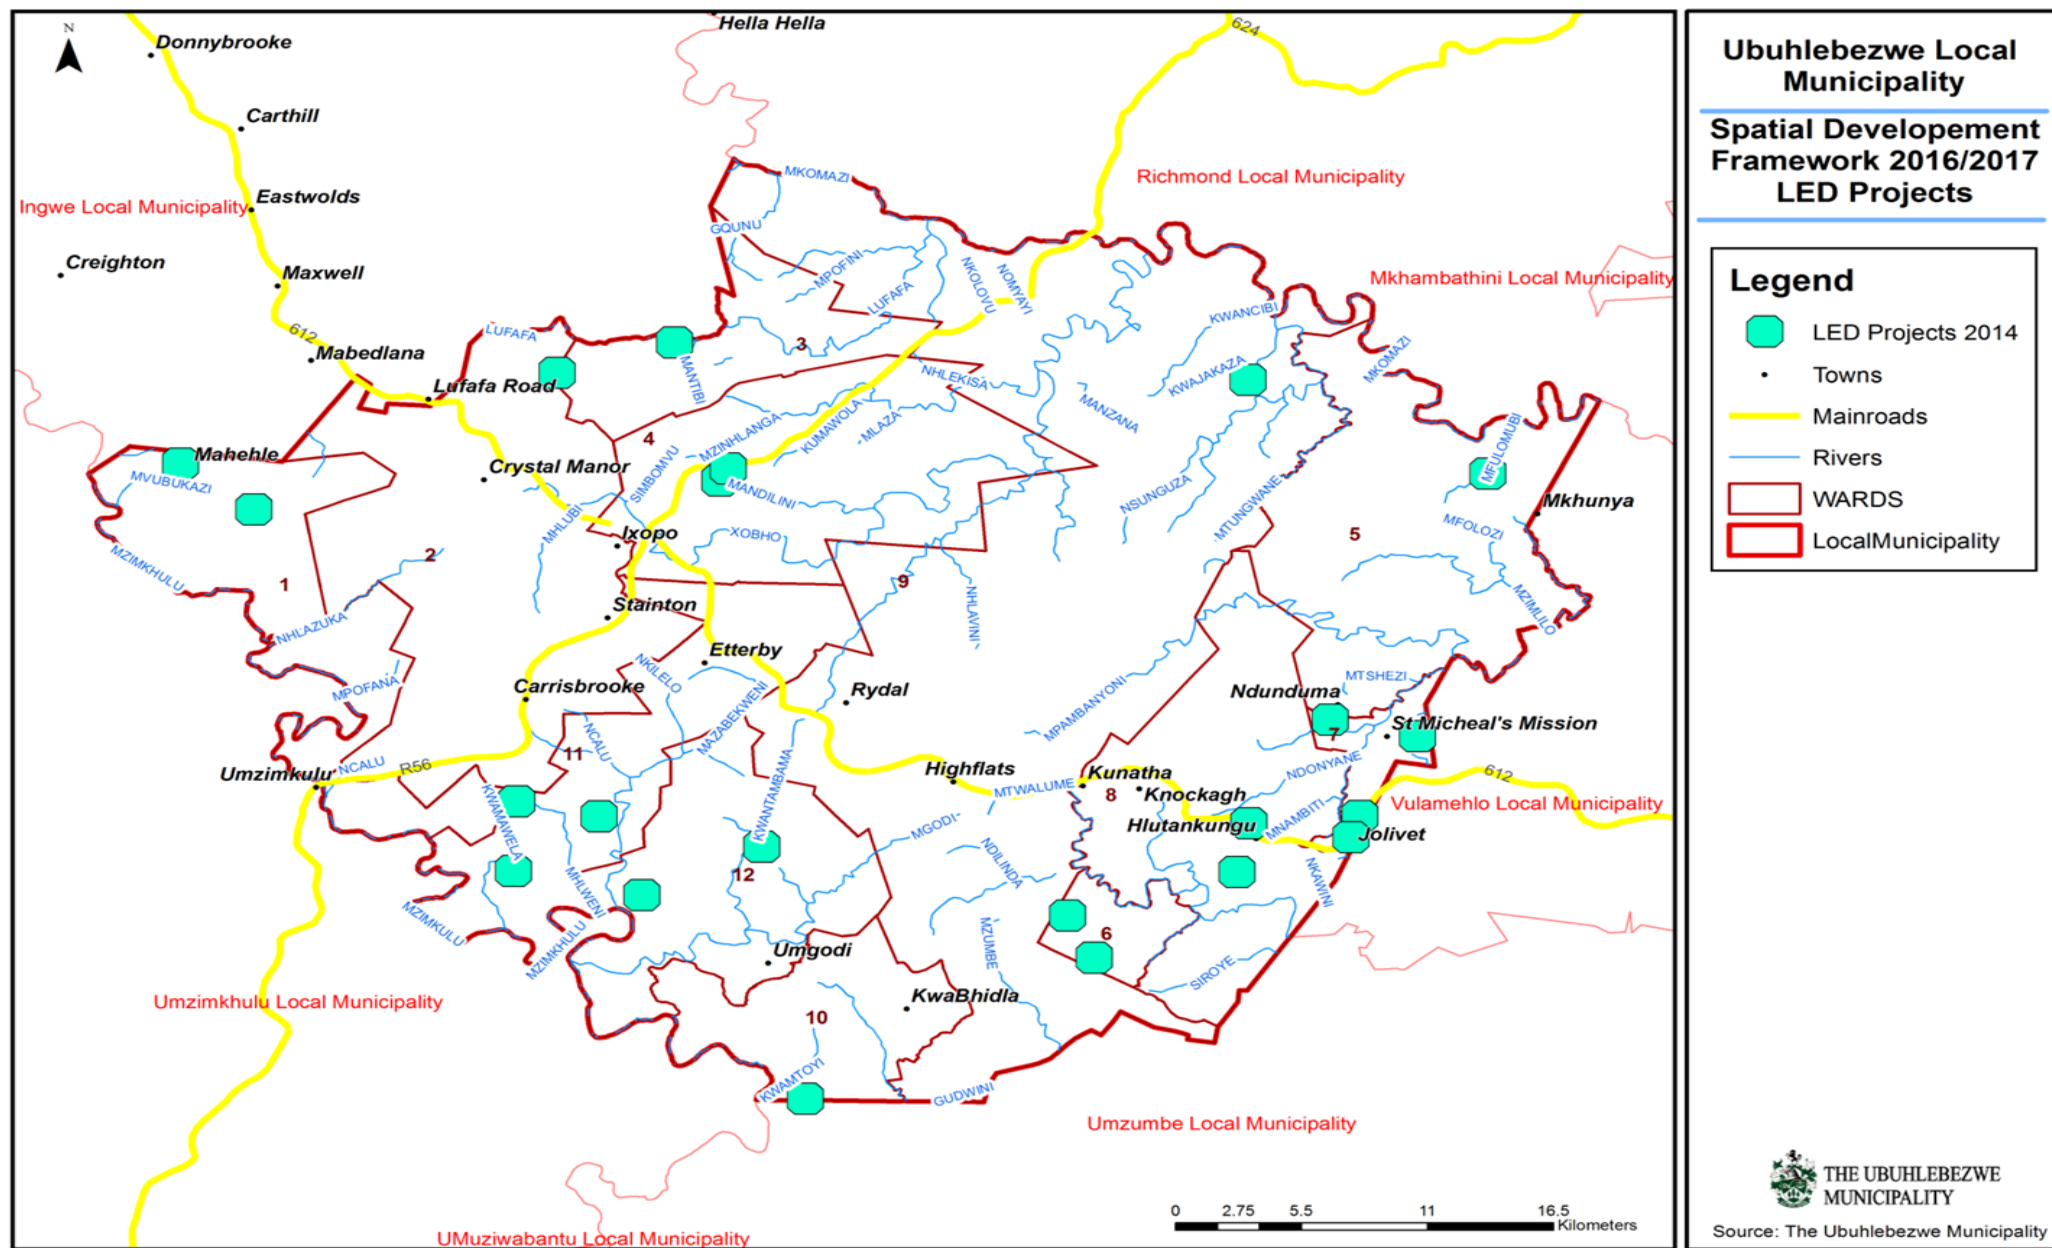 N
Hella Hella
624
Donnybrooke
Carthill
Ingwe Local Municipality
Eastwolds
Creighton
Maxwell
612
Mabedlana
Lufafa Road
Richmond Local Municipality
Mkhambathini Local Municipality
MKOMAZI
GQUNU
MPOFINI
LUFAFA
NKOLOVU
NOMYAYI
KWANCIBI
LUFAFA
3
MANTIBI
NHLEKISA
KWAJAKAZA
MKOMAZI
MANZANA
MZINHLANGA
KUMAWOLA
MLAZA
4
Mahehle
MVUBUKAZI
Crystal Manor
SIMBOMVU
MANDILINI
NSUNGUZA
MTUNGWANE
MFULOMUBI
Mkhunya
MFOLOZI
5
MHLUBI
Ixopo
XOBHO
MZIMKHULU
1
2
9
NHLAVINI
MZIMLILO
NHLAZUKA
Stainton
Etterby
NKILELO
MPOFANA
Carrisbrooke
MAZABEKWENI
Rydal
MPAMBANYONI
MTSHEZI
Ndunduma
St Micheal's Mission
7
NCALU
11
KWANTAMBAMA
Umzimkulu
NCALU
R56
Highflats
MTWALUME
Kunatha
8
Knockagh
NDONYANE
612
Vulamehlo Local Municipality
KWAMAWELA
MGODI
Hlutankungu
MNAMBITI
Jolivet
12
NDILINDA
NKAWINI
MHLWENI
MZIMKULU
MZIMKHULU
MZUMBE
6
SIROYE
Umgodi
KwaBhidla
Umzimkhulu Local Municipality
10
KWAMTOYI
GUDWINI
Umzumbe Local Municipality
UMuziwabantu Local Municipality
0 2.75 5.5 11 16.5
Kilometers
Ubuhlebezwe Local
Municipality
Spatial Developement
Framework 2016/2017
LED Projects
Legend
LED Projects 2014
Towns
Mainroads
Rivers
WARDS
LocalMunicipality
THE UBUHLEBEZWE
MUNICIPALITY
Source: The Ubuhlebezwe Municipality